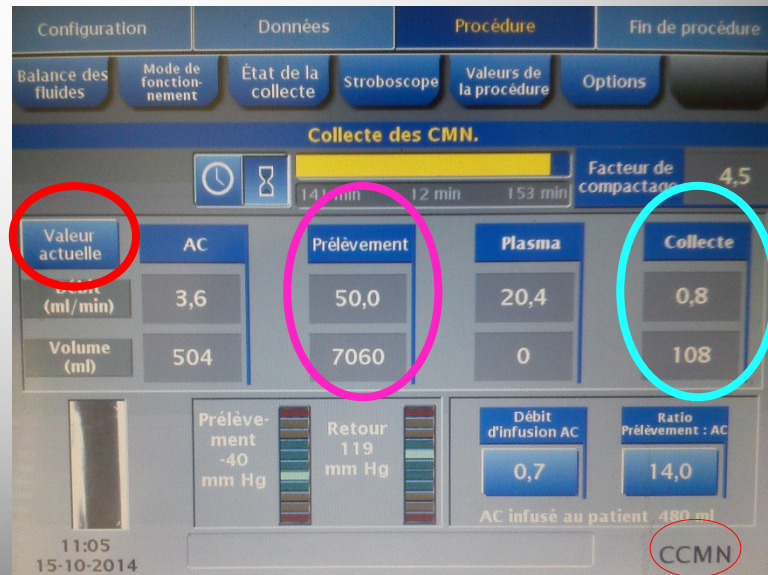 Configuration
Données
Procédure
Fin de procédure
Balance des
fluides
Mode de
fonction-
nement
État de la
collecte
Stroboscope
Valeurs de
la procédure
Options
Collecte des CMN.
141 min
12 min
153 min
Facteur de
compactage
4,5
Valeur
actuelle
AC
Prélèvement
Plasma
Collecte
Débit
(ml/min)
3,6
50,0
20,4
0,8
Volume
(ml)
504
7060
0
108
Prélève-
ment
-40
mm Hg
Retour
119
mm Hg
Débit
d'infusion AC
Ratio
Prélèvement : AC
0,7
14,0
AC infusé au patient 480 ml
11:05
15-10-2014
CCMN